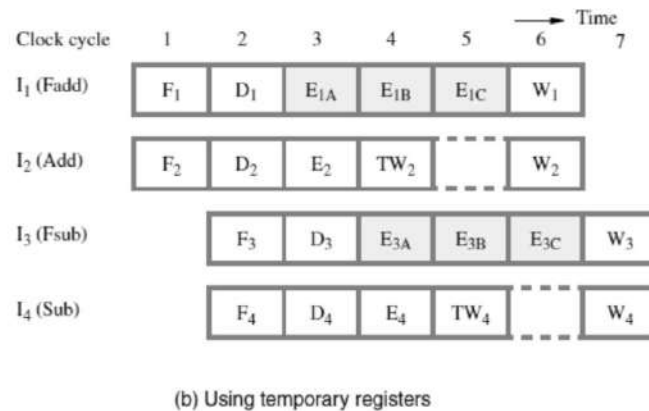 Time
Clock cycle 1 2 3 4 5 6 7
I₁ (Fadd) F₁ D₁ E₁A E₁B E₁C W₁
I₂ (Add) F₂ D₂ E₂ TW₂ W₂
I₃ (Fsub) F₃ D₃ E₃A E₃B E₃C W₃
I₄ (Sub) F₄ D₄ E₄ TW₄ W₄
(b) Using temporary registers